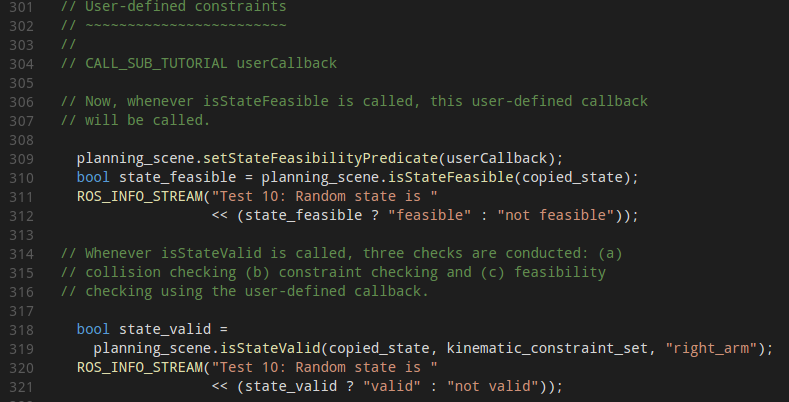 301 // User-defined constraints
302 // ~~~~~~~~~~~~~~~~~~~~~~~~
303 //
304 // CALL_SUB_TUTORIAL userCallback
305
306 // Now, whenever isStateFeasible is called, this user-defined callback
307 // will be called.
308
309 planning_scene.setStateFeasibilityPredicate(userCallback);
310 bool state_feasible = planning_scene.isStateFeasible(copied_state);
311 ROS_INFO_STREAM("Test 10: Random state is "
312 << (state_feasible ? "feasible" : "not feasible"));
313
314 // Whenever isStateValid is called, three checks are conducted: (a)
315 // collision checking (b) constraint checking and (c) feasibility
316 // checking using the user-defined callback.
317
318 bool state_valid =
319 planning_scene.isStateValid(copied_state, kinematic_constraint_set, "right_arm");
320 ROS_INFO_STREAM("Test 10: Random state is "
321 << (state_valid ? "valid" : "not valid"));